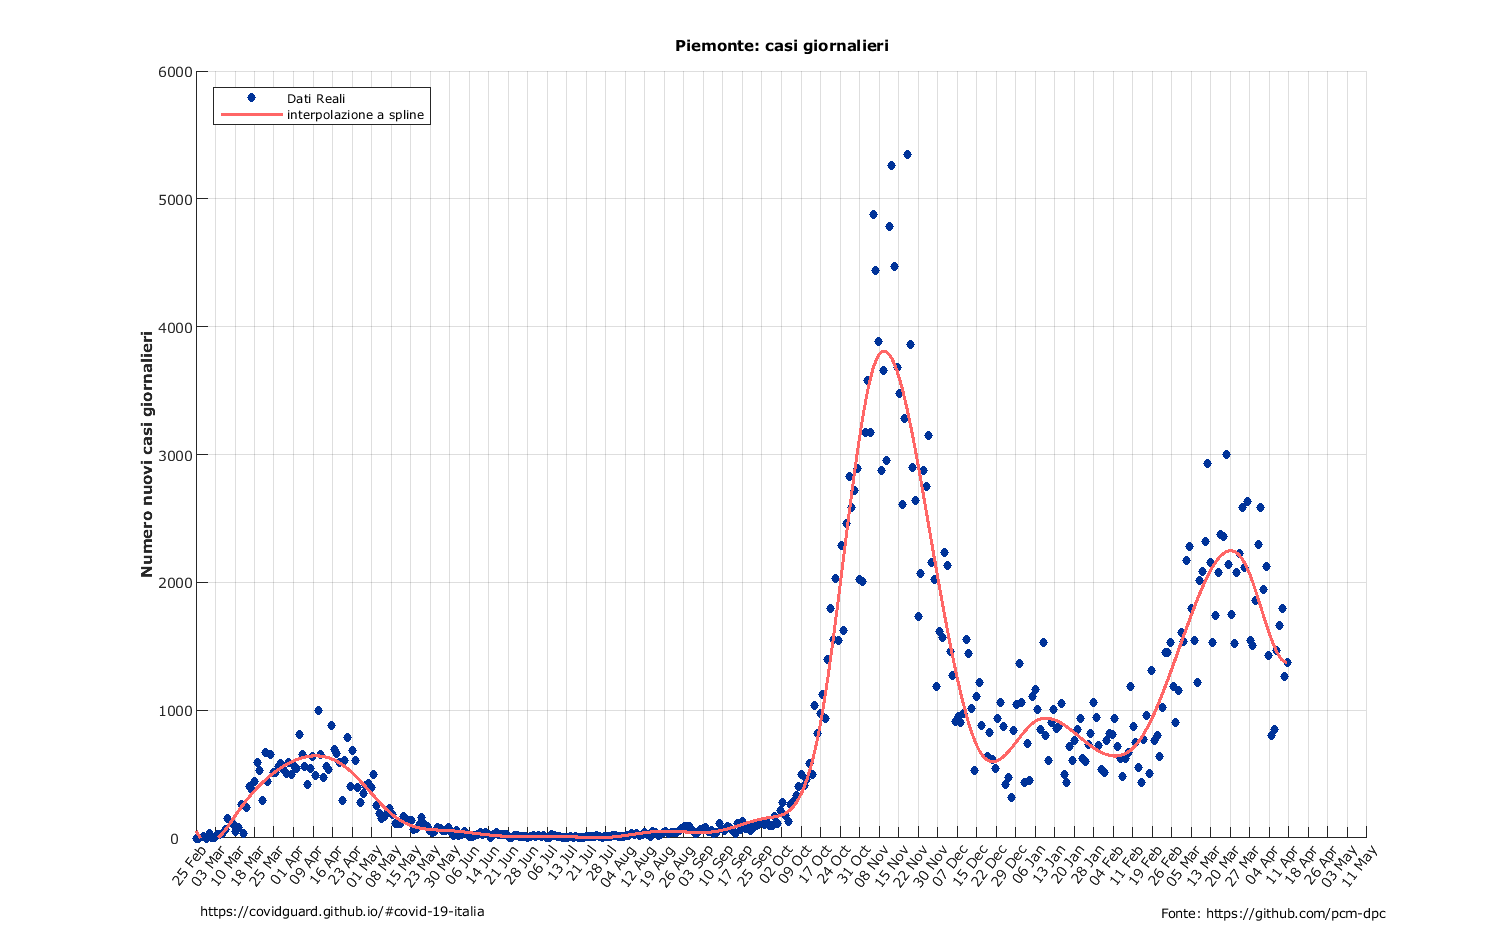 Piemonte: casi giornalieri
Dati Reali
interpolazione a spline
Numero nuovi casi giornalieri
6000
5000
4000
3000
2000
1000
0
25 Feb
03 Mar
10 Mar
18 Mar
25 Mar
01 Apr
09 Apr
16 Apr
23 Apr
01 May
08 May
15 May
23 May
30 May
06 Jun
14 Jun
21 Jun
28 Jun
06 Jul
13 Jul
21 Jul
28 Jul
04 Aug
12 Aug
19 Aug
26 Aug
03 Sep
10 Sep
17 Sep
25 Sep
02 Oct
09 Oct
17 Oct
24 Oct
31 Oct
08 Nov
15 Nov
22 Nov
30 Nov
07 Dec
15 Dec
22 Dec
29 Dec
06 Jan
13 Jan
20 Jan
28 Jan
04 Feb
11 Feb
19 Feb
26 Feb
05 Mar
13 Mar
20 Mar
27 Mar
04 Apr
11 Apr
18 Apr
26 Apr
03 May
11 May
https://covidguard.github.io/#covid-19-italia
Fonte: https://github.com/pcm-dpc